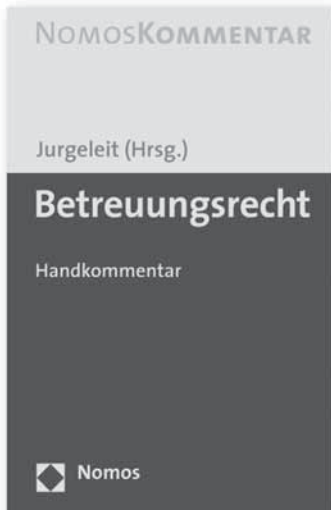 NOMOSKOMMENTAR
Jurgeleit (Hrsg.)
Betreuungsrecht
Handkommentar
Nomos